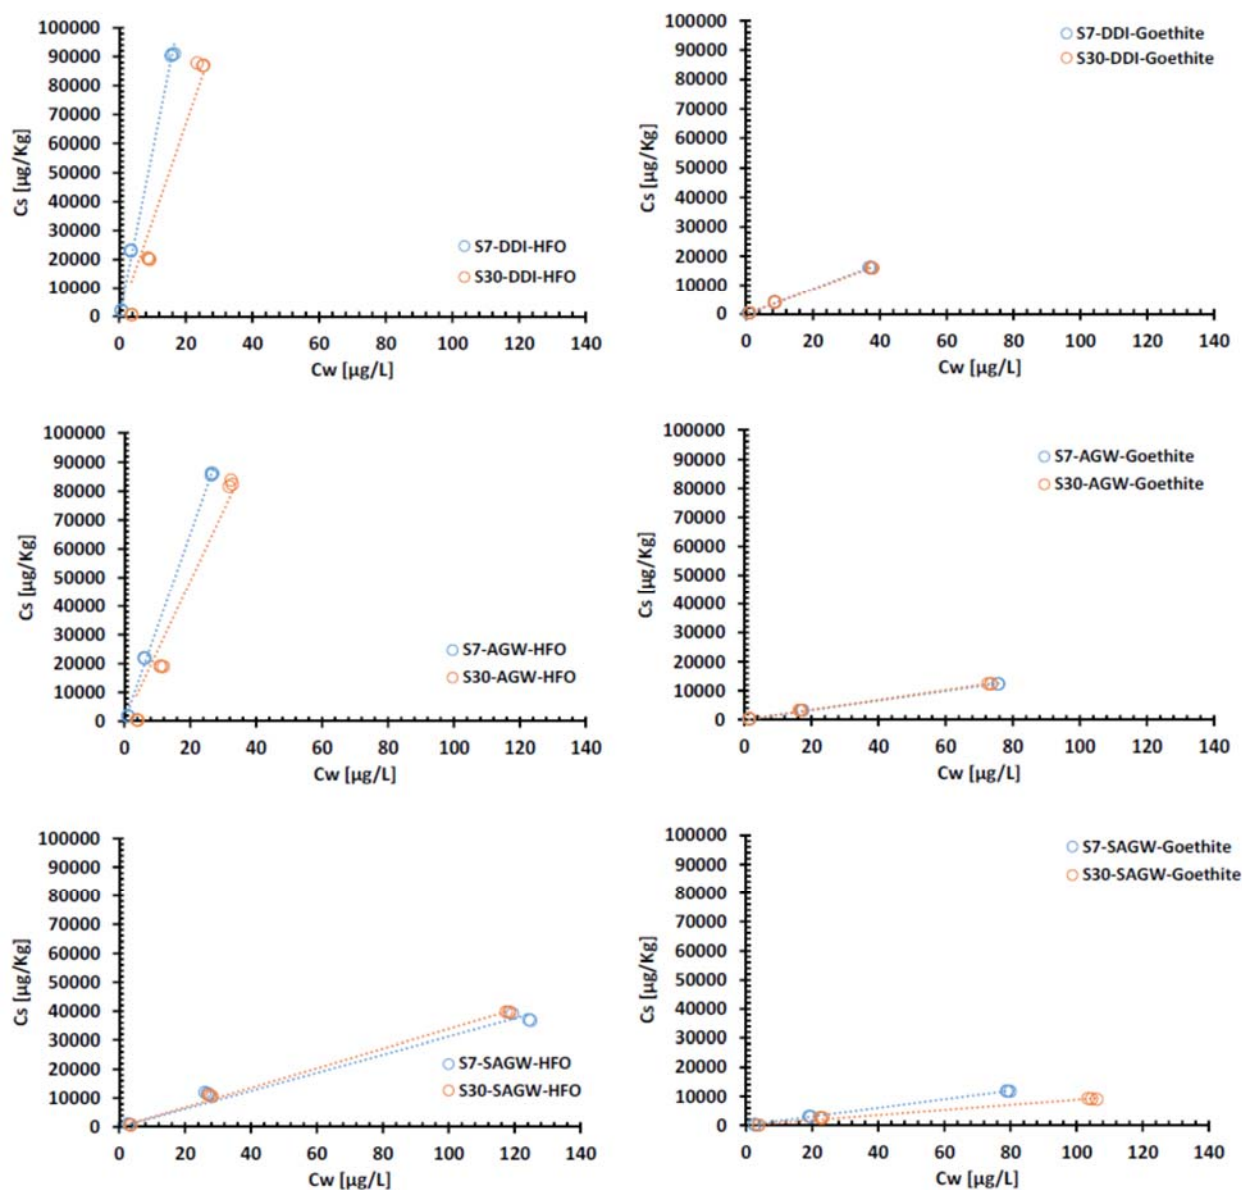 100000
90000
80000
70000
60000
50000
40000
30000
20000
10000
0
Cs [µg/Kg]
S7-DDI-HFO
S30-DDI-HFO
0 20 40 60 80 100 120 140
Cw [µg/L]
100000
90000
80000
70000
60000
50000
40000
30000
20000
10000
0
Cs [µg/Kg]
S7-DDI-Goethite
S30-DDI-Goethite
0 20 40 60 80 100 120 140
Cw [µg/L]
100000
90000
80000
70000
60000
50000
40000
30000
20000
10000
0
Cs [µg/Kg]
S7-AGW-HFO
S30-AGW-HFO
0 20 40 60 80 100 120 140
Cw [µg/L]
100000
90000
80000
70000
60000
50000
40000
30000
20000
10000
0
Cs [µg/Kg]
S7-AGW-Goethite
S30-AGW-Goethite
0 20 40 60 80 100 120 140
Cw [µg/L]
100000
90000
80000
70000
60000
50000
40000
30000
20000
10000
0
Cs [µg/Kg]
S7-SAGW-HFO
S30-SAGW-HFO
0 20 40 60 80 100 120 140
Cw [µg/L]
100000
90000
80000
70000
60000
50000
40000
30000
20000
10000
0
Cs [µg/Kg]
S7-SAGW-Goethite
S30-SAGW-Goethite
0 20 40 60 80 100 120 140
Cw [µg/L]